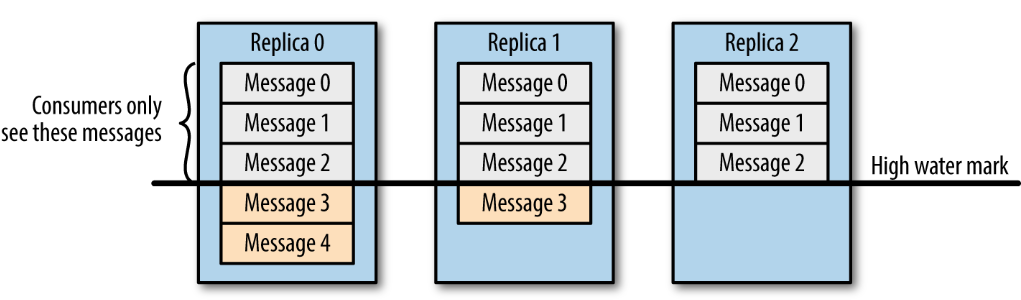 Replica 0
Message 0
Message 1
Message 2
Message 3
Message 4
Consumers only
see these messages
Replica 1
Message 0
Message 1
Message 2
Message 3
Replica 2
Message 0
Message 1
Message 2
High water mark